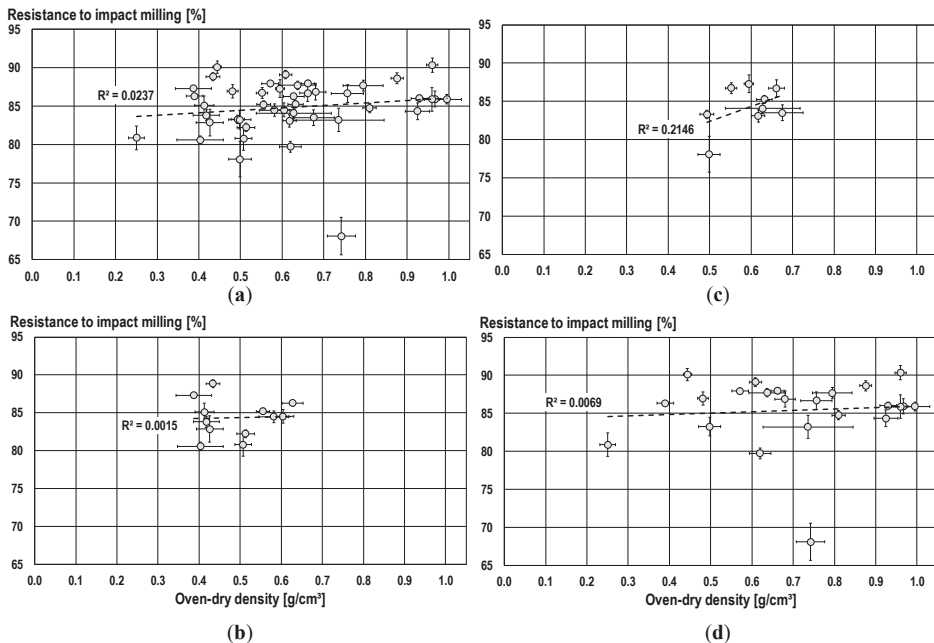 Resistance to impact milling [%]
95
90
85
80
75
70
65
R² = 0.0237
0.0 0.1 0.2 0.3 0.4 0.5 0.6 0.7 0.8 0.9 1.0
(a)
95
90
85
80
75
70
65
R² = 0.2146
0.0 0.1 0.2 0.3 0.4 0.5 0.6 0.7 0.8 0.9 1.0
(c)
Resistance to impact milling [%]
95
90
85
80
75
70
65
R² = 0.0015
0.0 0.1 0.2 0.3 0.4 0.5 0.6 0.7 0.8 0.9 1.0
Oven-dry density [g/cm³]
(b)
Resistance to impact milling [%]
95
90
85
80
75
70
65
R² = 0.0069
0.0 0.1 0.2 0.3 0.4 0.5 0.6 0.7 0.8 0.9 1.0
Oven-dry density [g/cm³]
(d)